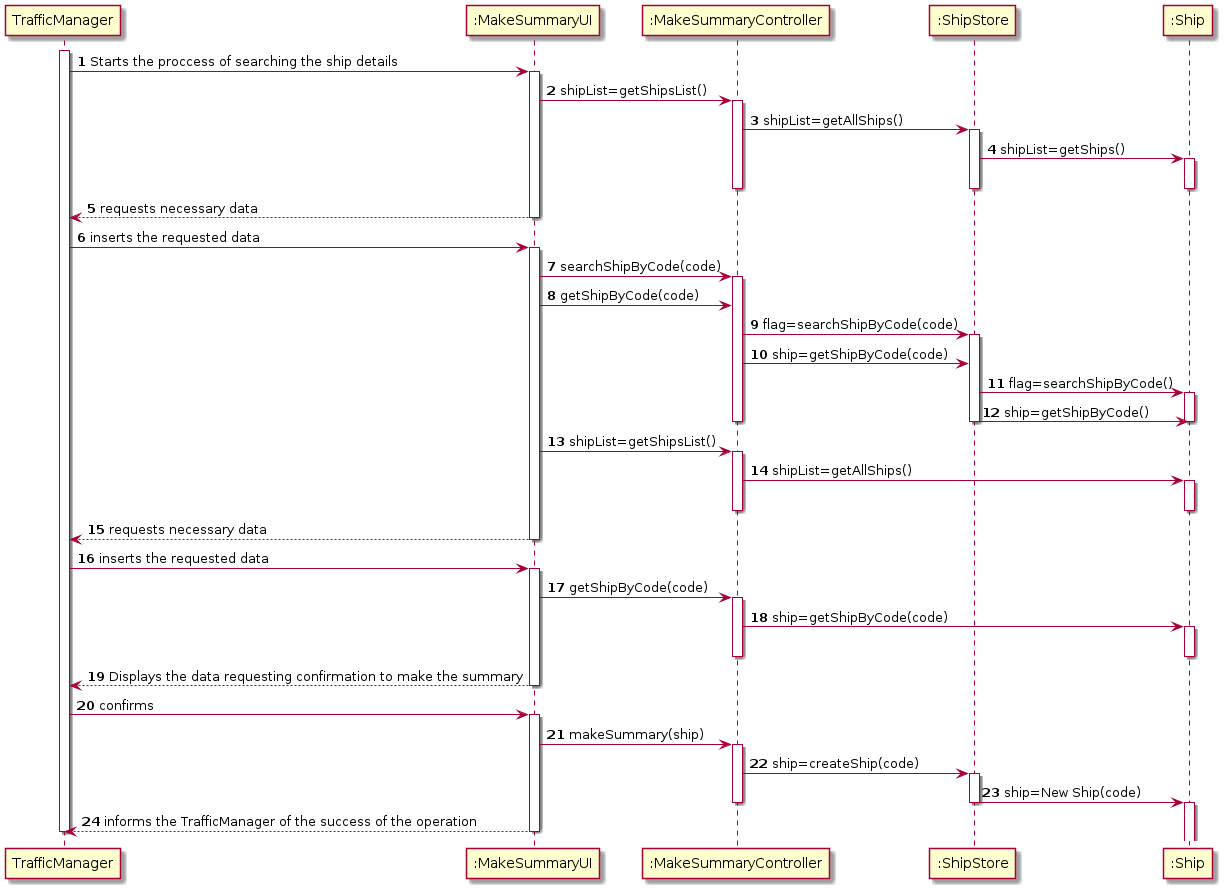 TrafficManager
:MakeSummaryUI
:MakeSummaryController
:ShipStore
:Ship
1 Starts the proccess of searching the ship details
2 shipList=getShipsList()
3 shipList=getAllShips()
4 shipList=getShips()
5 requests necessary data
6 inserts the requested data
7 searchShipByCode(code)
8 getShipByCode(code)
9 flag=searchShipByCode(code)
10 ship=getShipByCode(code)
11 flag=searchShipByCode()
12 ship=getShipByCode()
13 shipList=getShipsList()
14 shipList=getAllShips()
15 requests necessary data
16 inserts the requested data
17 getShipByCode(code)
18 ship=getShipByCode(code)
19 Displays the data requesting confirmation to make the summary
20 confirms
21 makeSummary(ship)
22 ship=createShip(code)
23 ship=New Ship(code)
24 informs the TrafficManager of the success of the operation
TrafficManager
:MakeSummaryUI
:MakeSummaryController
:ShipStore
:Ship